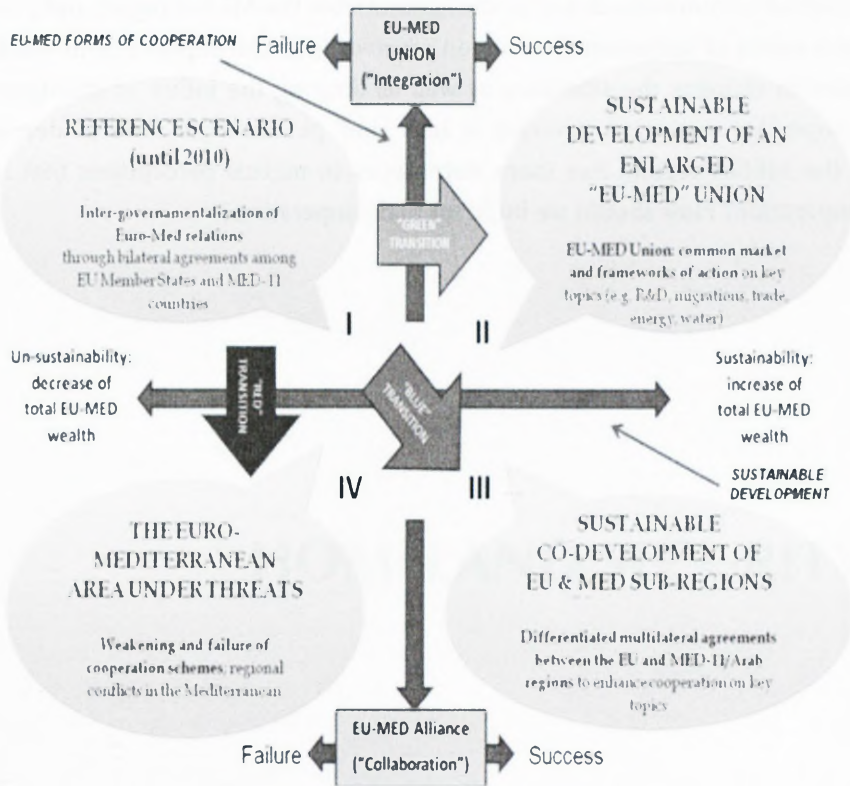 EU-MED FORMS OF COOPERATION
Failure
EU-MED
UNION
("Integration")
Success
REFERENCE SCENARIO
(until 2010)
Inter-governamentalization of
Euro-Med relations
through bilateral agreements among
EU Member States and MED-11
countries
SUSTAINABLE
DEVELOPMENT OF AN
ENLARGED
"EU-MED" UNION
EU-MED Union: common market
and frameworks of action on key
topics (e.g. R&D, migrations, trade,
energy, water)
"GREEN"
TRANSITION
I
II
Un-sustainability:
decrease of
total EU-MED
wealth
"RED"
TRANSITION
"BLUE"
TRANSITION
Sustainability:
increase of
total EU-MED
wealth
SUSTAINABLE
DEVELOPMENT
IV
III
THE EURO-
MEDITERRANEAN
AREA UNDER THREATS
Weakening and failure of
cooperation schemes; regional
conflicts in the Mediterranean
SUSTAINABLE
CO-DEVELOPMENT OF
EU & MED SUB-REGIONS
Differentiated multilateral agreements
between the EU and MED-11/Arab
regions to enhance cooperation on key
topics
Failure
EU-MED Alliance
("Collaboration")
Success